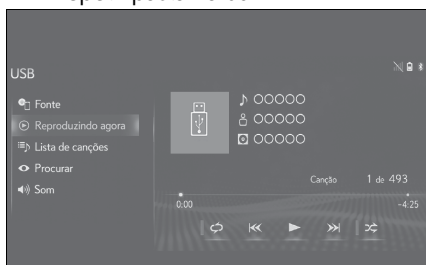 USB
Fonte
Reproduzindo agora
Lista de canções
Procurar
Som
OOOOO
OOOOO
OOOOO
Canção 1 de 493
0:00 -4:25